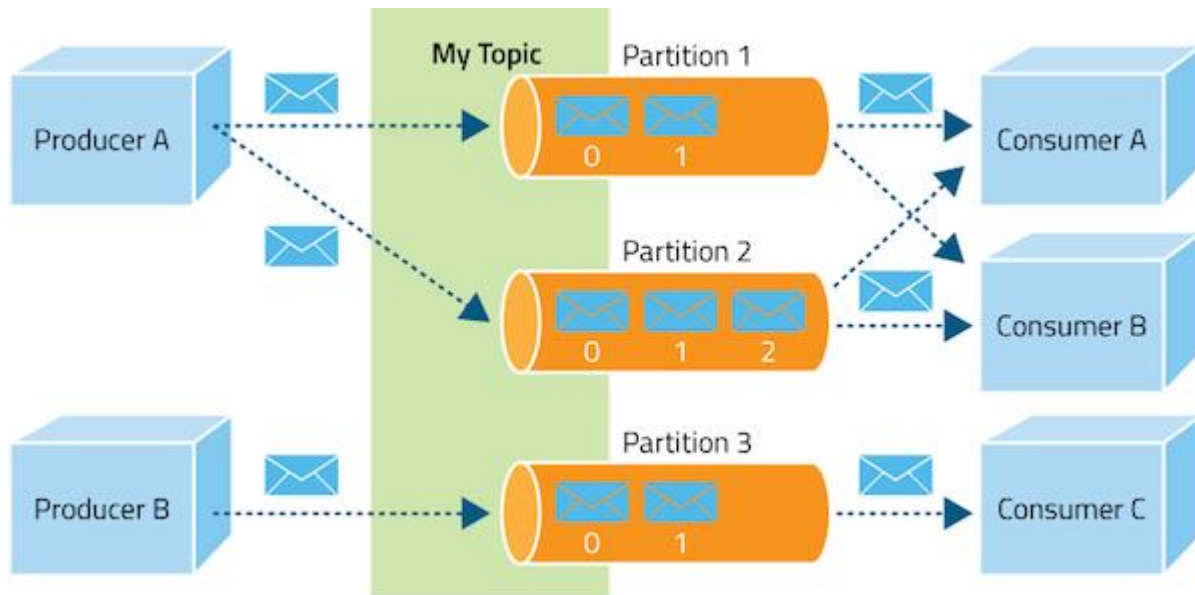 My Topic
Partition 1
Producer A
0 1
Consumer A
Partition 2
0 1 2
Consumer B
Partition 3
Producer B
0 1
Consumer C